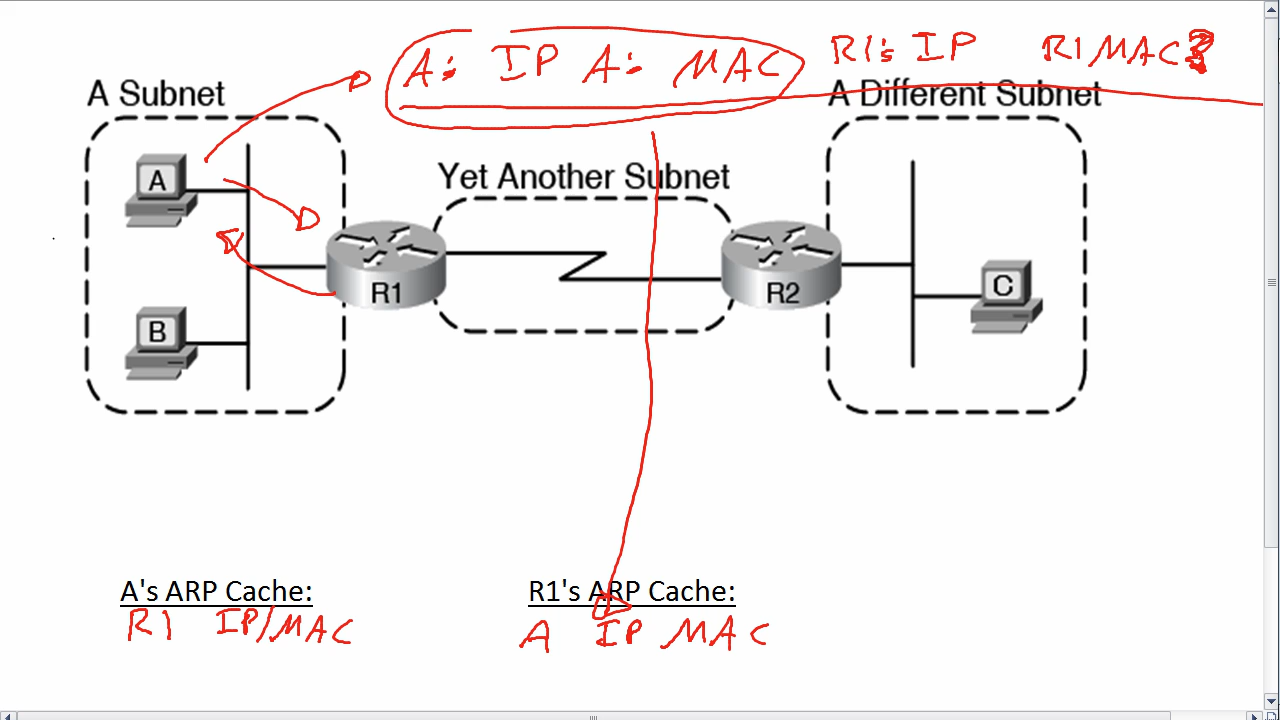 A: IP A: MAC R1: IP R1 MAC?
A Subnet
A Different Subnet
Yet Another Subnet
A
R1
R2
C
B
A's ARP Cache:
R1 IP/MAC
R1's ARP Cache:
A IP MAC